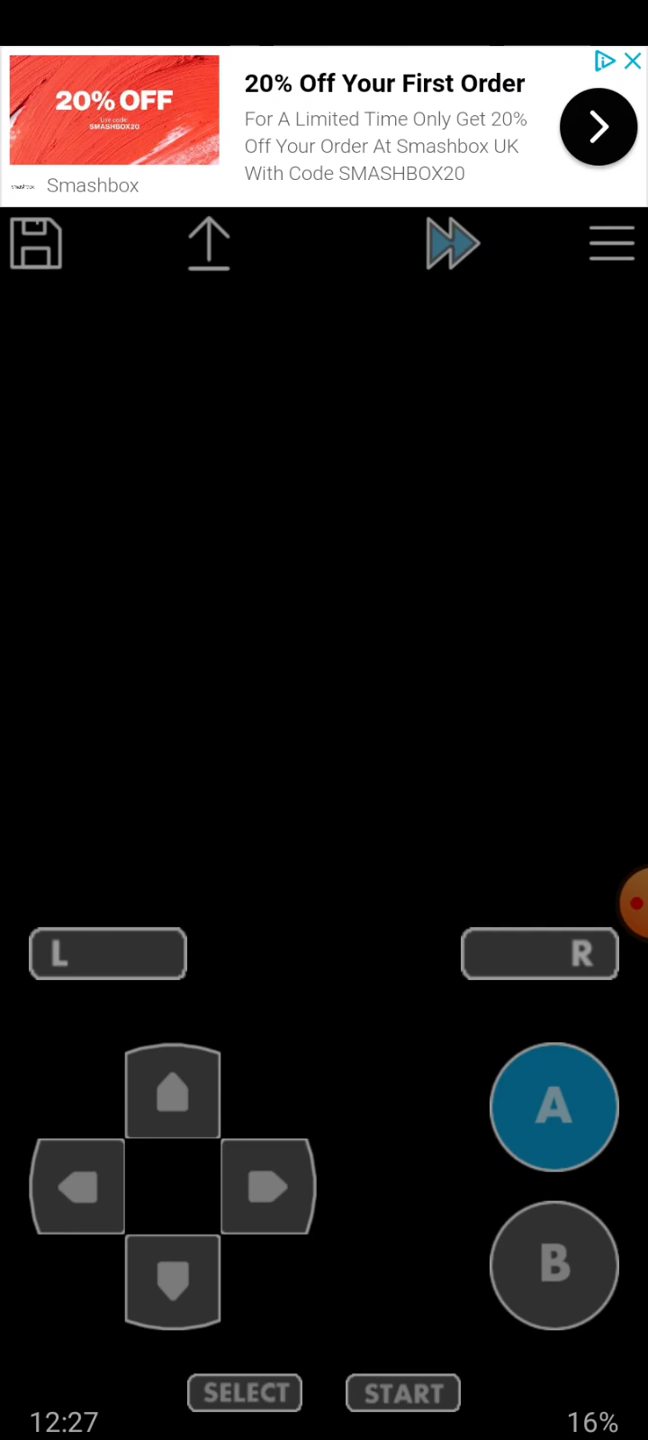 20% OFF
Use code
SMASHBOX20
Smashbox
20% Off Your First Order
For A Limited Time Only Get 20%
Off Your Order At Smashbox UK
With Code SMASHBOX20
L
R
A
B
SELECT
START
12:27
16%